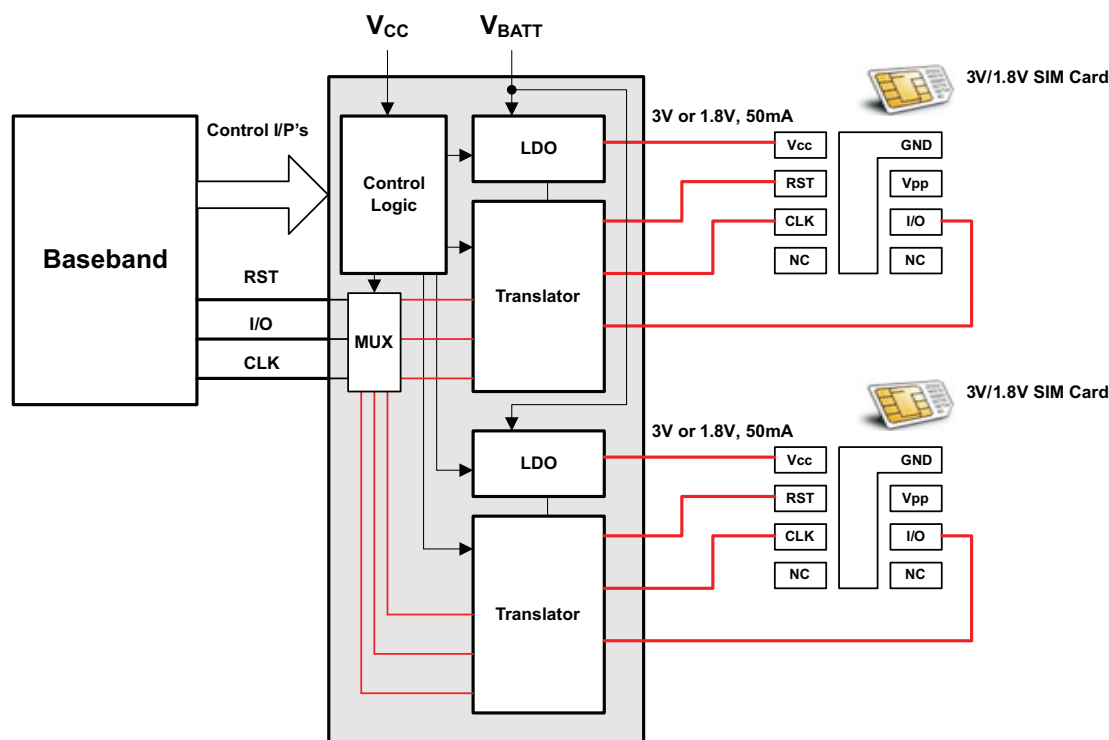 VCC
VBATT
3V/1.8V SIM Card
3V or 1.8V, 50mA
Control I/P's
LDO
Vcc
GND
Control
Logic
RST
Vpp
CLK
I/O
Baseband
NC
NC
RST
Translator
I/O
MUX
CLK
3V/1.8V SIM Card
3V or 1.8V, 50mA
LDO
Vcc
GND
RST
Vpp
CLK
I/O
NC
NC
Translator